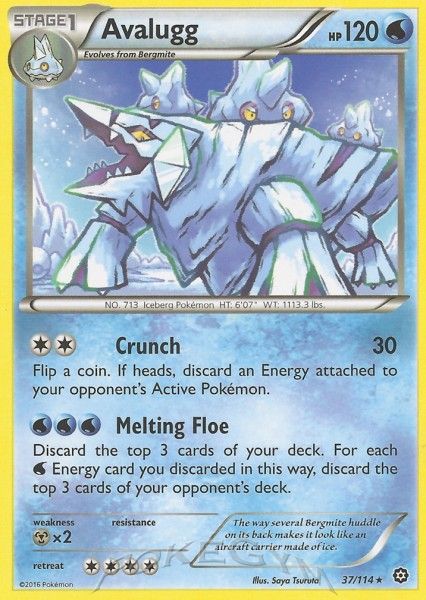 STAGE1
Avalugg
HP120
Evolves from Bergmite
NO. 713 Iceberg Pokémon HT: 6'07" WT: 1113.3 lbs.
Crunch 30
Flip a coin. If heads, discard an Energy attached to
your opponent's Active Pokémon.
Melting Floe
Discard the top 3 cards of your deck. For each
Energy card you discarded in this way, discard the
top 3 cards of your opponent's deck.
weakness resistance
×2
retreat
The way several Bergmite huddle
on its back makes it look like an
aircraft carrier made of ice.
©2016 Pokémon
Illus. Saya Tsuruta
37/114 ★